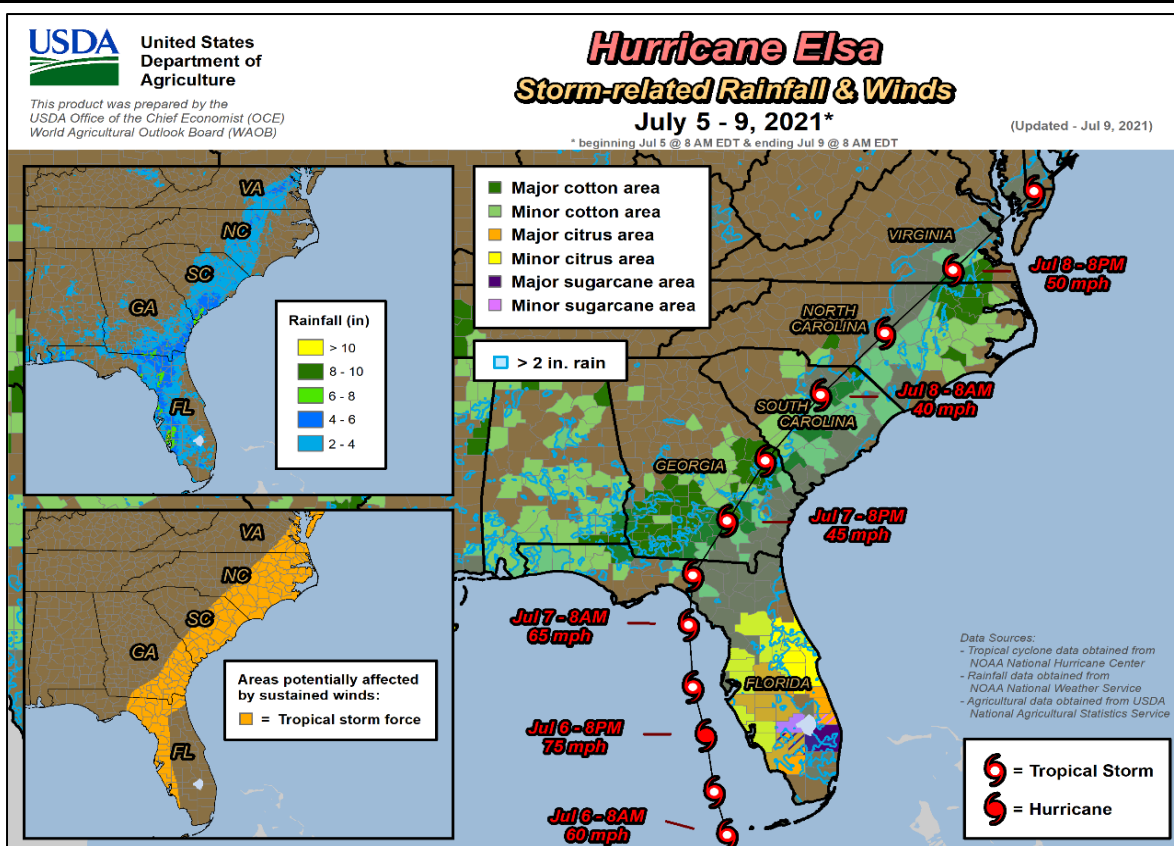 USDA
United States
Department of
Agriculture
This product was prepared by the
USDA Office of the Chief Economist (OCE)
World Agricultural Outlook Board (WAOB)
Hurricane Elsa
Storm-related Rainfall & Winds
July 5 - 9, 2021*
* beginning Jul 5 @ 8 AM EDT & ending Jul 9 @ 8 AM EDT
(Updated - Jul 9, 2021)
VA
NC
SC
GA
FL
Rainfall (in)
> 10
8 - 10
6 - 8
4 - 6
2 - 4
Major cotton area
Minor cotton area
Major citrus area
Minor citrus area
Major sugarcane area
Minor sugarcane area
> 2 in. rain
VIRGINIA
NORTH
CAROLINA
SOUTH
CAROLINA
GEORGIA
FLORIDA
Jul 8 - 8PM
50 mph
Jul 8 - 8AM
40 mph
Jul 7 - 8PM
45 mph
Jul 7 - 8AM
65 mph
Jul 6 - 8PM
75 mph
Jul 6 - 8AM
60 mph
VA
NC
SC
GA
FL
Areas potentially affected
by sustained winds:
= Tropical storm force
Data Sources:
- Tropical cyclone data obtained from
NOAA National Hurricane Center
- Rainfall data obtained from
NOAA National Weather Service
- Agricultural data obtained from USDA
National Agricultural Statistics Service
= Tropical Storm
= Hurricane